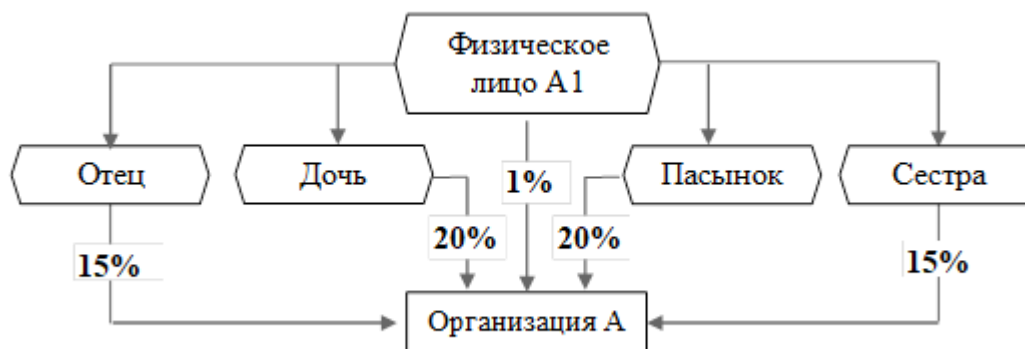 Физическое
лицо А1
Отец
Дочь
1%
Пасынок
Сестра
15%
20%
20%
15%
Организация А